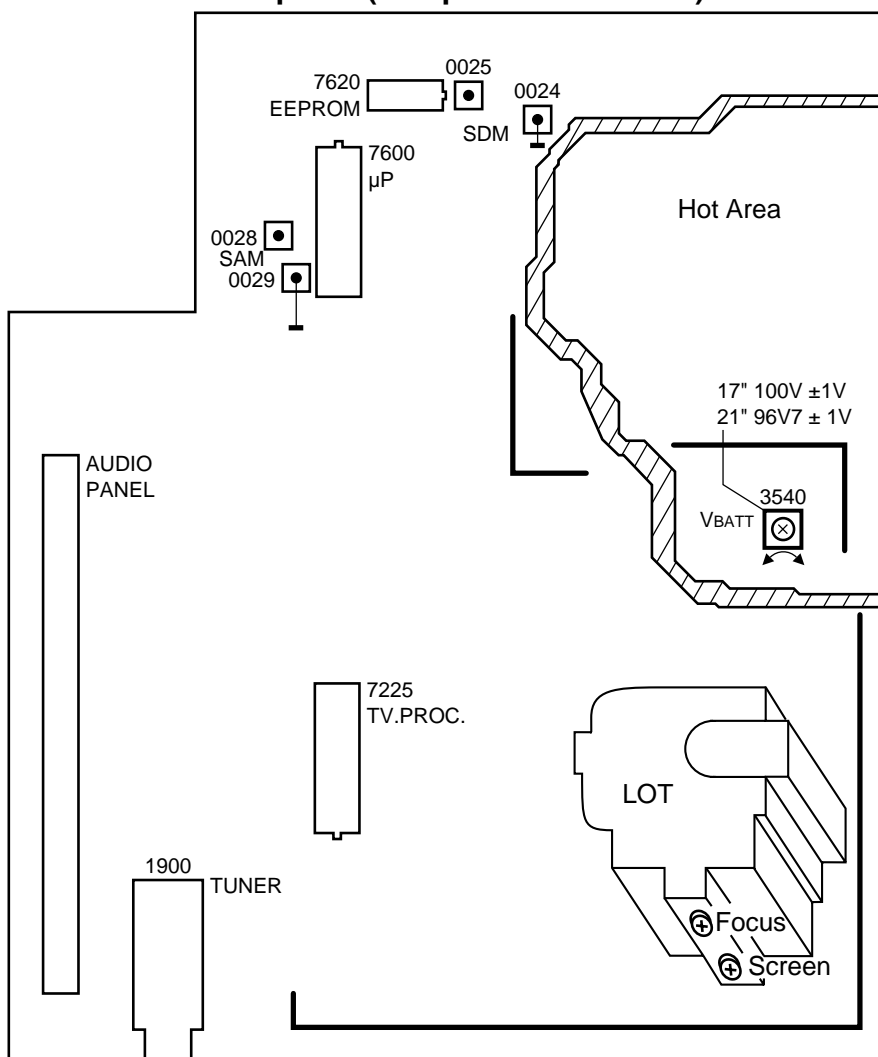 0025
7620
EEPROM
0024
SDM
7600
µP
Hot Area
0028
SAM
0029
17" 100V ±1V
21" 96V7 ± 1V
AUDIO
PANEL
3540
VBATT
7225
TV.PROC.
LOT
1900
TUNER
Focus
Screen